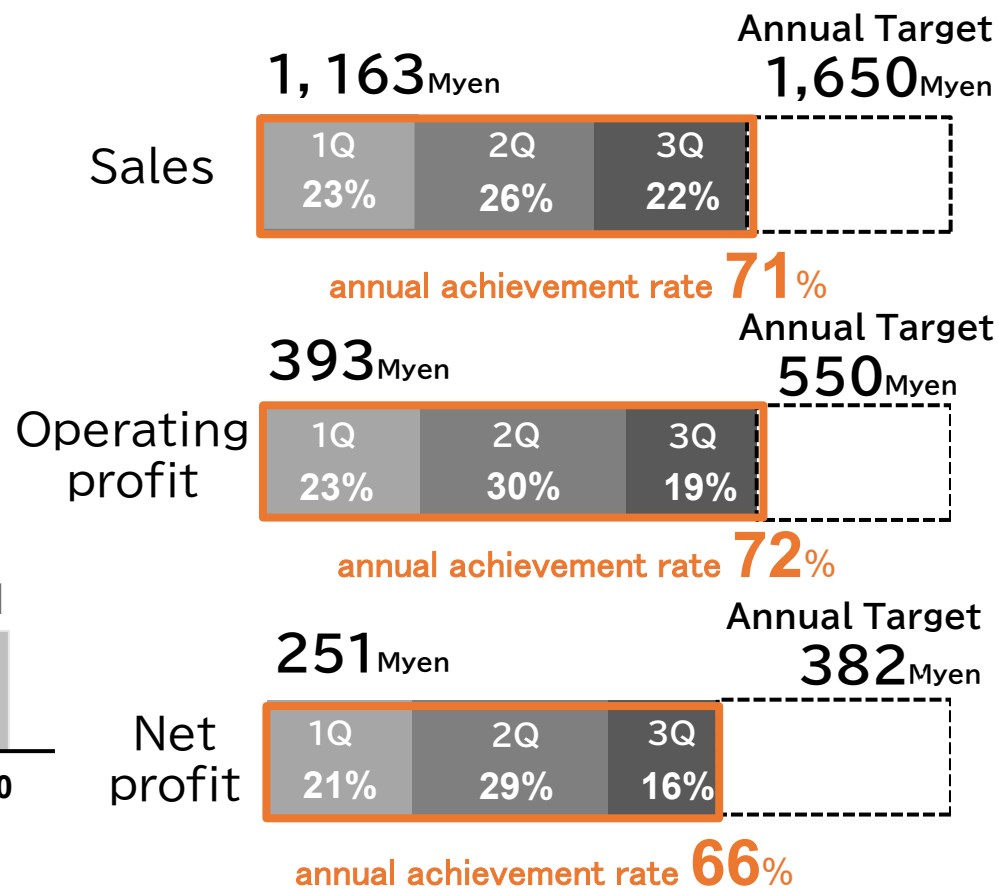 Annual Target
1,163Myen
1,650Myen
Sales
1Q
2Q
3Q
23%
26%
22%
annual achievement rate 71%
Annual Target
393Myen
550Myen
Operating
profit
1Q
2Q
3Q
23%
30%
19%
annual achievement rate 72%
Annual Target
251Myen
382Myen
Net
profit
1Q
2Q
3Q
21%
29%
16%
0
annual achievement rate 66%